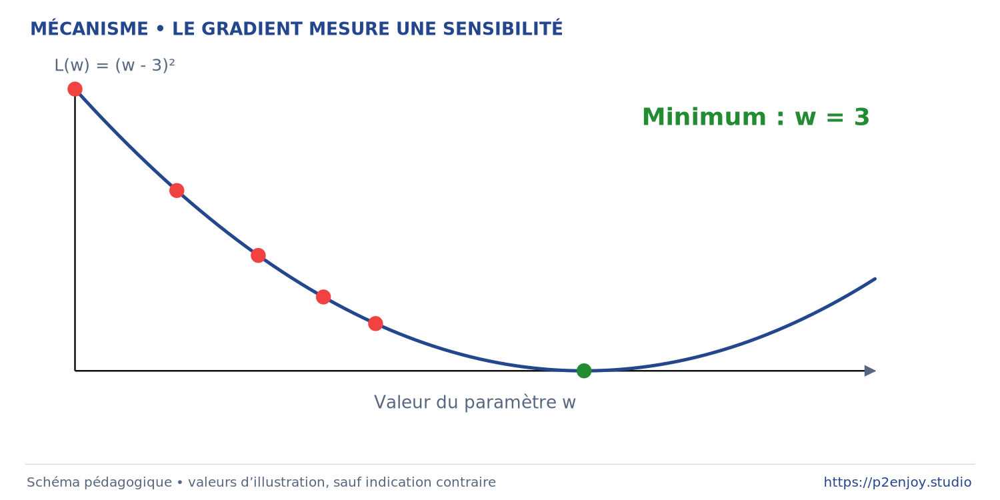 MÉCANISME • LE GRADIENT MESURE UNE SENSIBILITÉ
L(w) = (w - 3)²
Minimum : w = 3
Valeur du paramètre w
Schéma pédagogique • valeurs d’illustration, sauf indication contraire
https://p2enjoy.studio